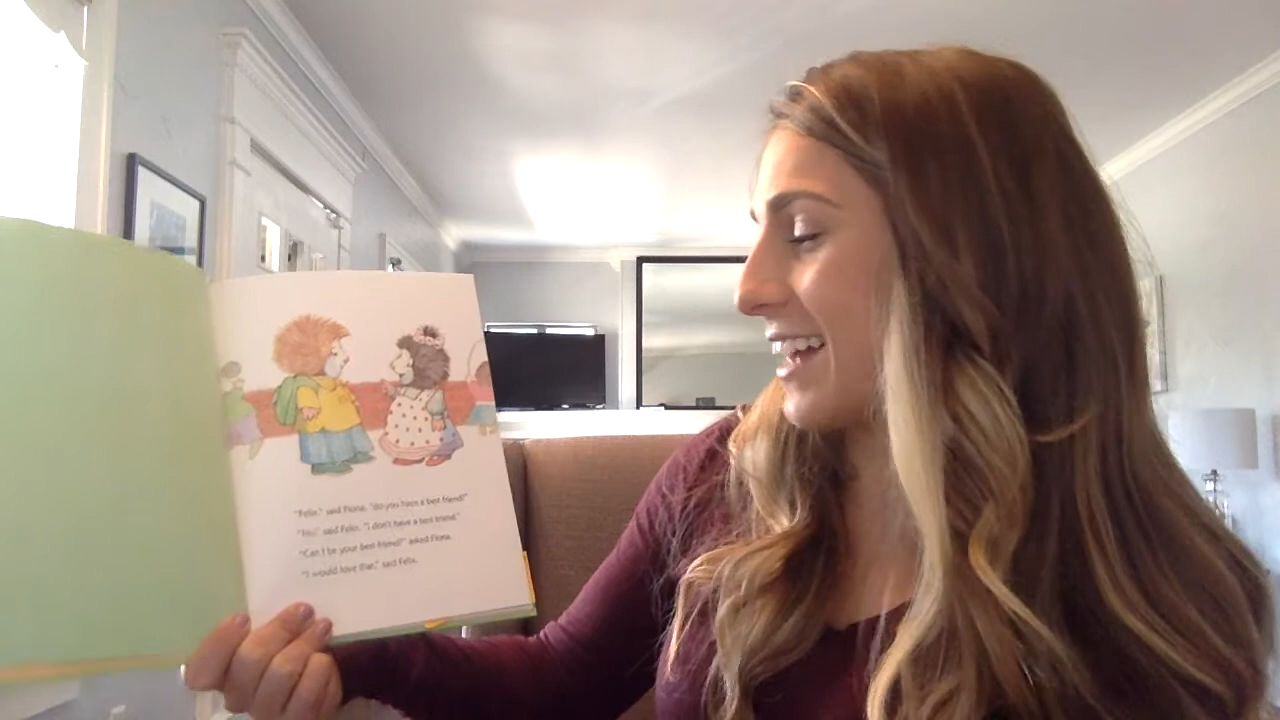 "Felix," said Fiona, "do you have a best friend?"
"No," said Felix. "I don't have a best friend."
"Can I be your best friend?" asked Fiona.
"I would love that," said Felix.